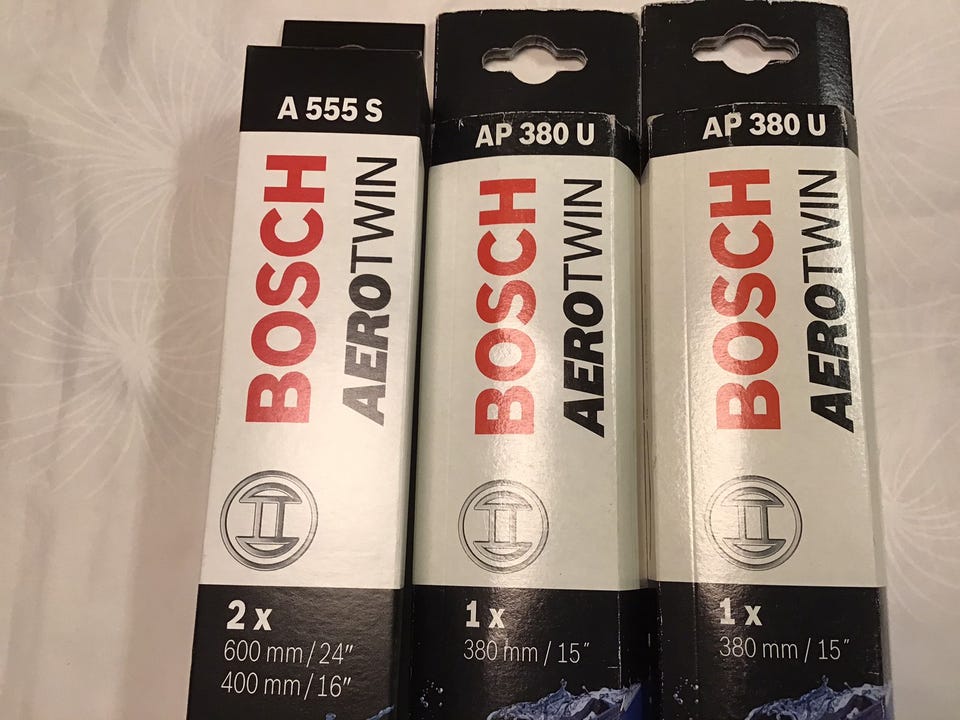 A 555 S
BOSCH
AEROTWIN
2 x
600 mm / 24"
400 mm / 16"
AP 380 U
BOSCH
AEROTWIN
1 x
380 mm / 15"
AP 380 U
BOSCH
AEROTWIN
1 x
380 mm / 15"